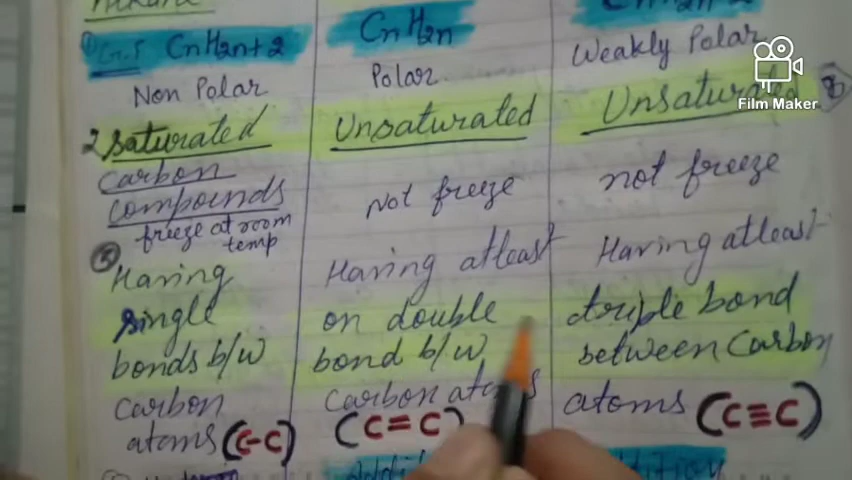 Alkane
① G.F CnH2n+2
Non Polar
2 Saturated
Carbon
compounds
freeze at room
temp
③ Having
single
bonds b/w
carbon
atoms (C-C)
CnH2n
Polar
Unsaturated
Not freeze
Having atleast
on double
bond b/w
carbon atoms
(C=C)
Weakly Polar
Unsaturated
not freeze
Having atleast
triple bond
between Carbon
atoms (C≡C)
Film Maker